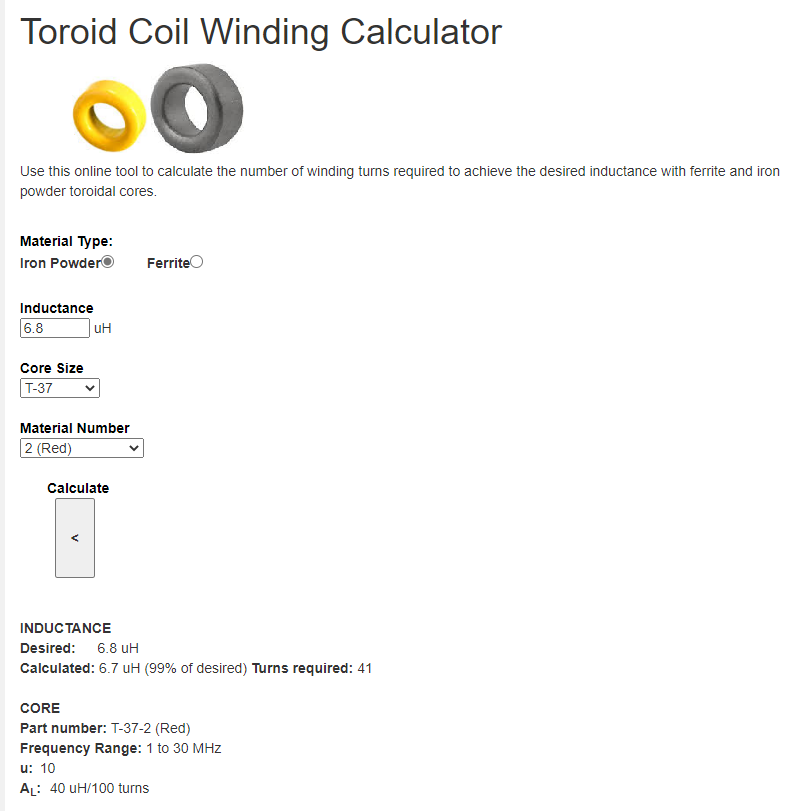 Toroid Coil Winding Calculator
Use this online tool to calculate the number of winding turns required to achieve the desired inductance with ferrite and iron
powder toroidal cores.
Material Type:
Iron Powder Ferrite
Inductance
6.8 uH
Core Size
T-37
Material Number
2 (Red)
Calculate
<
INDUCTANCE
Desired: 6.8 uH
Calculated: 6.7 uH (99% of desired) Turns required: 41
CORE
Part number: T-37-2 (Red)
Frequency Range: 1 to 30 MHz
u: 10
AL: 40 uH/100 turns